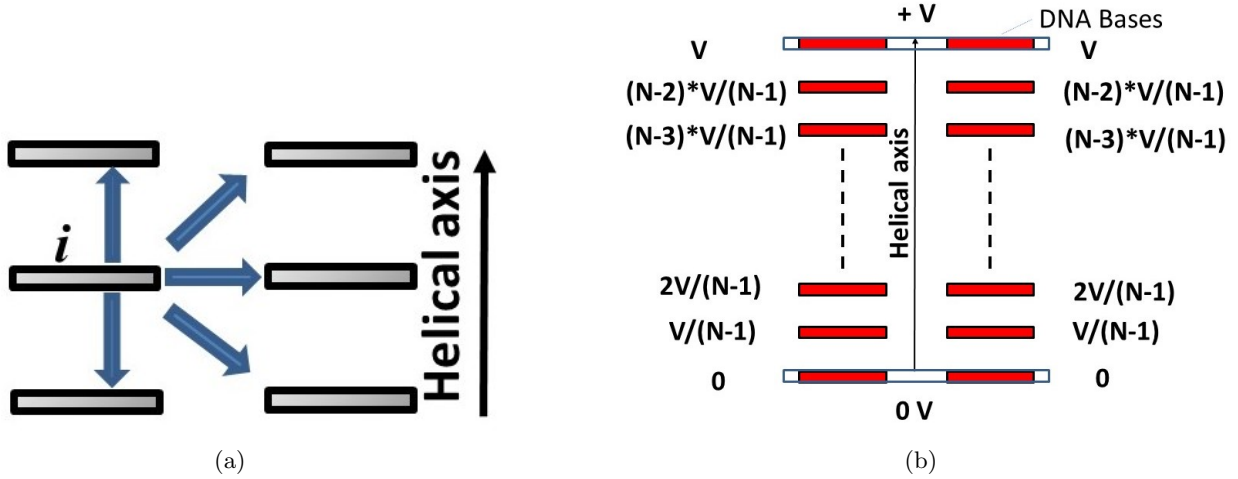 i
Helical axis
(a)
+ V
DNA Bases
V
V
(N-2)*V/(N-1)
(N-2)*V/(N-1)
(N-3)*V/(N-1)
(N-3)*V/(N-1)
Helical axis
2V/(N-1)
2V/(N-1)
V/(N-1)
V/(N-1)
0
0
0 V
(b)